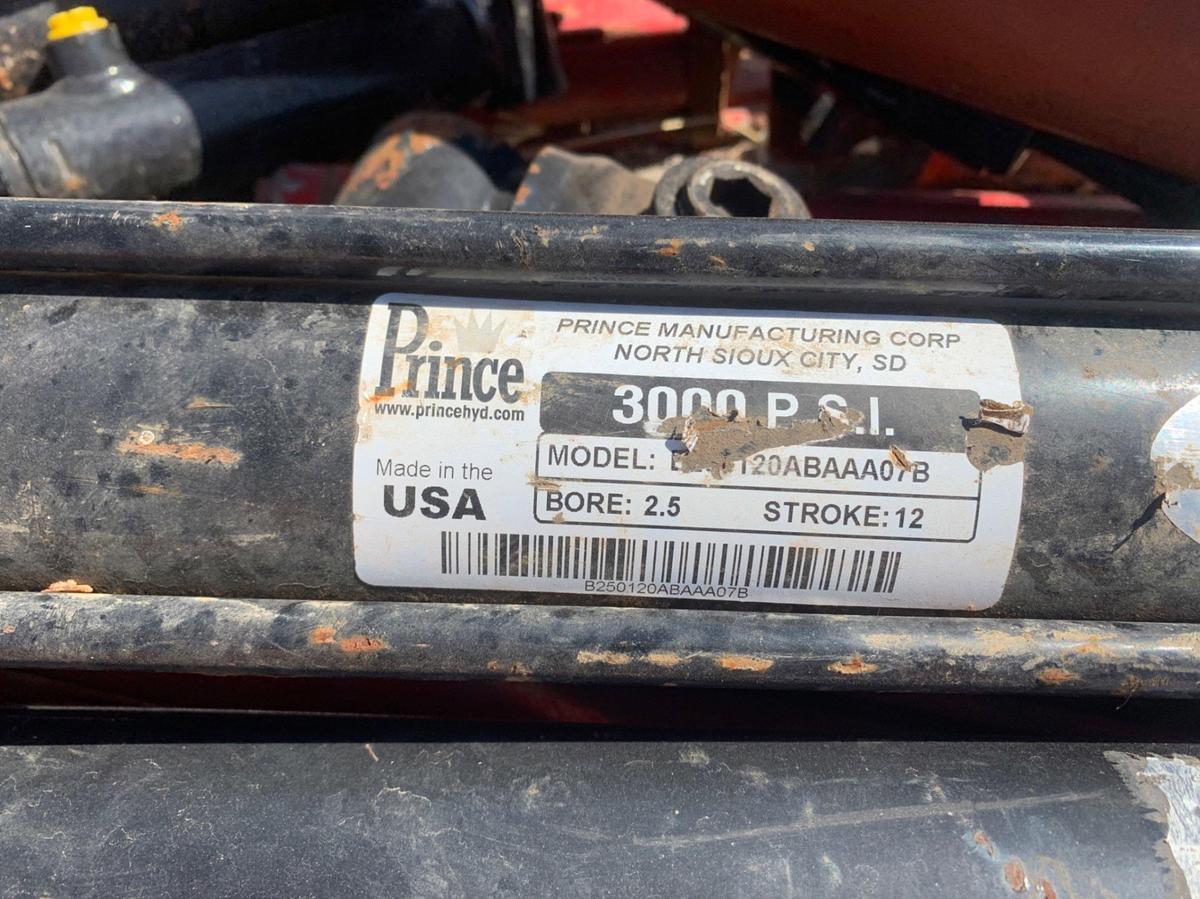 Prince
www.princehyd.com
PRINCE MANUFACTURING CORP
NORTH SIOUX CITY, SD
3000 P.S.I.
Made in the
USA
MODEL: B250120ABAAA07B
BORE: 2.5 STROKE: 12
B250120ABAAA07B